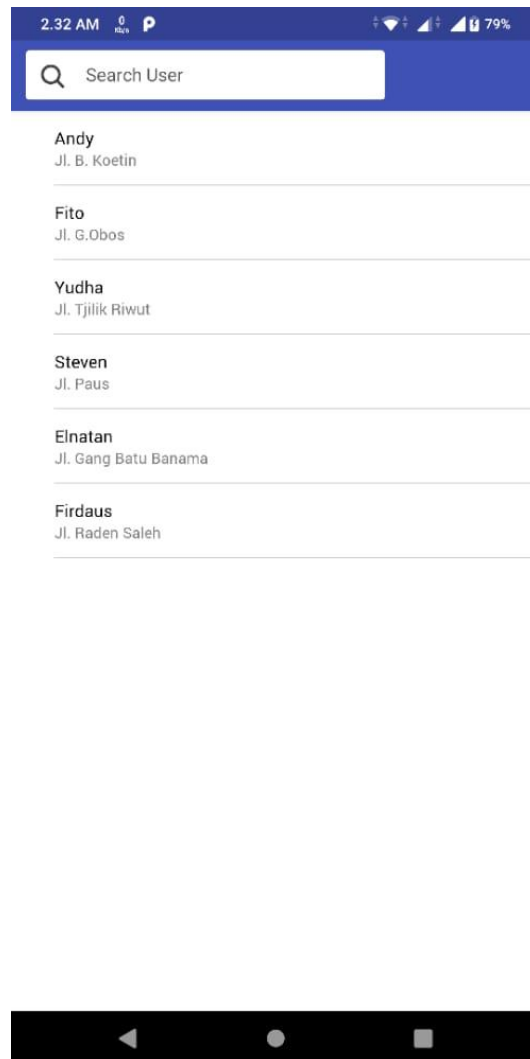 2.32 AM 0 P 79%
Search User
Andy
Jl. B. Koetin
Fito
Jl. G.Obos
Yudha
Jl. Tjilik Riwut
Steven
Jl. Paus
Elnatan
Jl. Gang Batu Banama
Firdaus
Jl. Raden Saleh